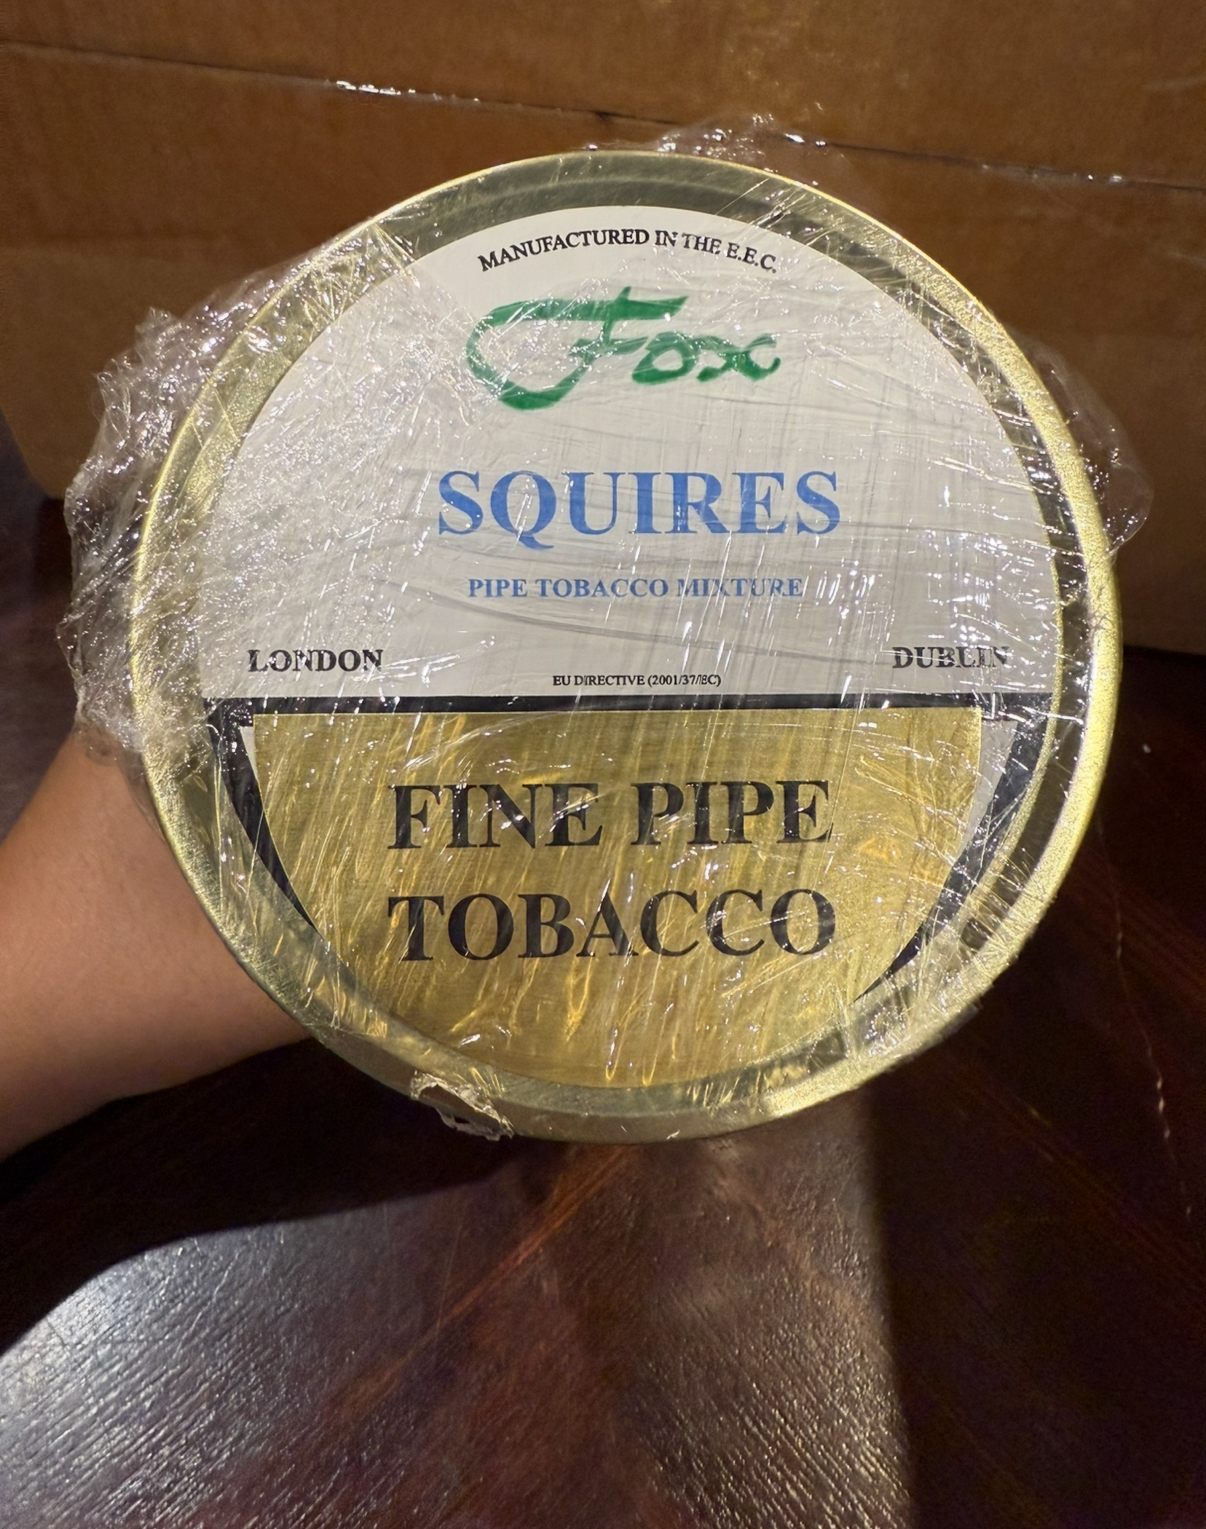 MANUFACTURED IN THE E.E.C.
Fox
SQUIRES
PIPE TOBACCO MIXTURE
LONDON
DUBLIN
EU DIRECTIVE (2001/37/EC)
FINE PIPE
TOBACCO